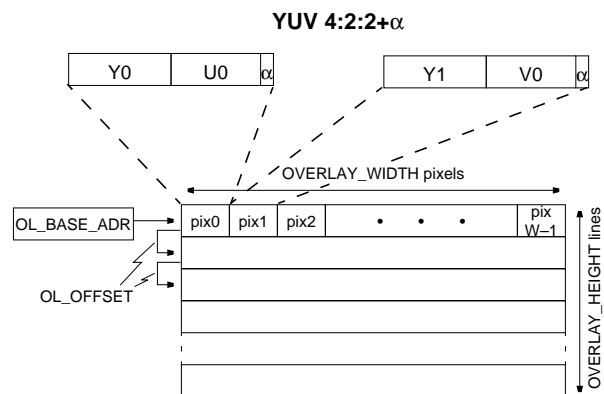 YUV 4:2:2+α
Y0 U0 α
Y1 V0 α
OVERLAY_WIDTH pixels
OL_BASE_ADR
pix0 pix1 pix2 • • • pix
W–1
OL_OFFSET
OVERLAY_HEIGHT lines